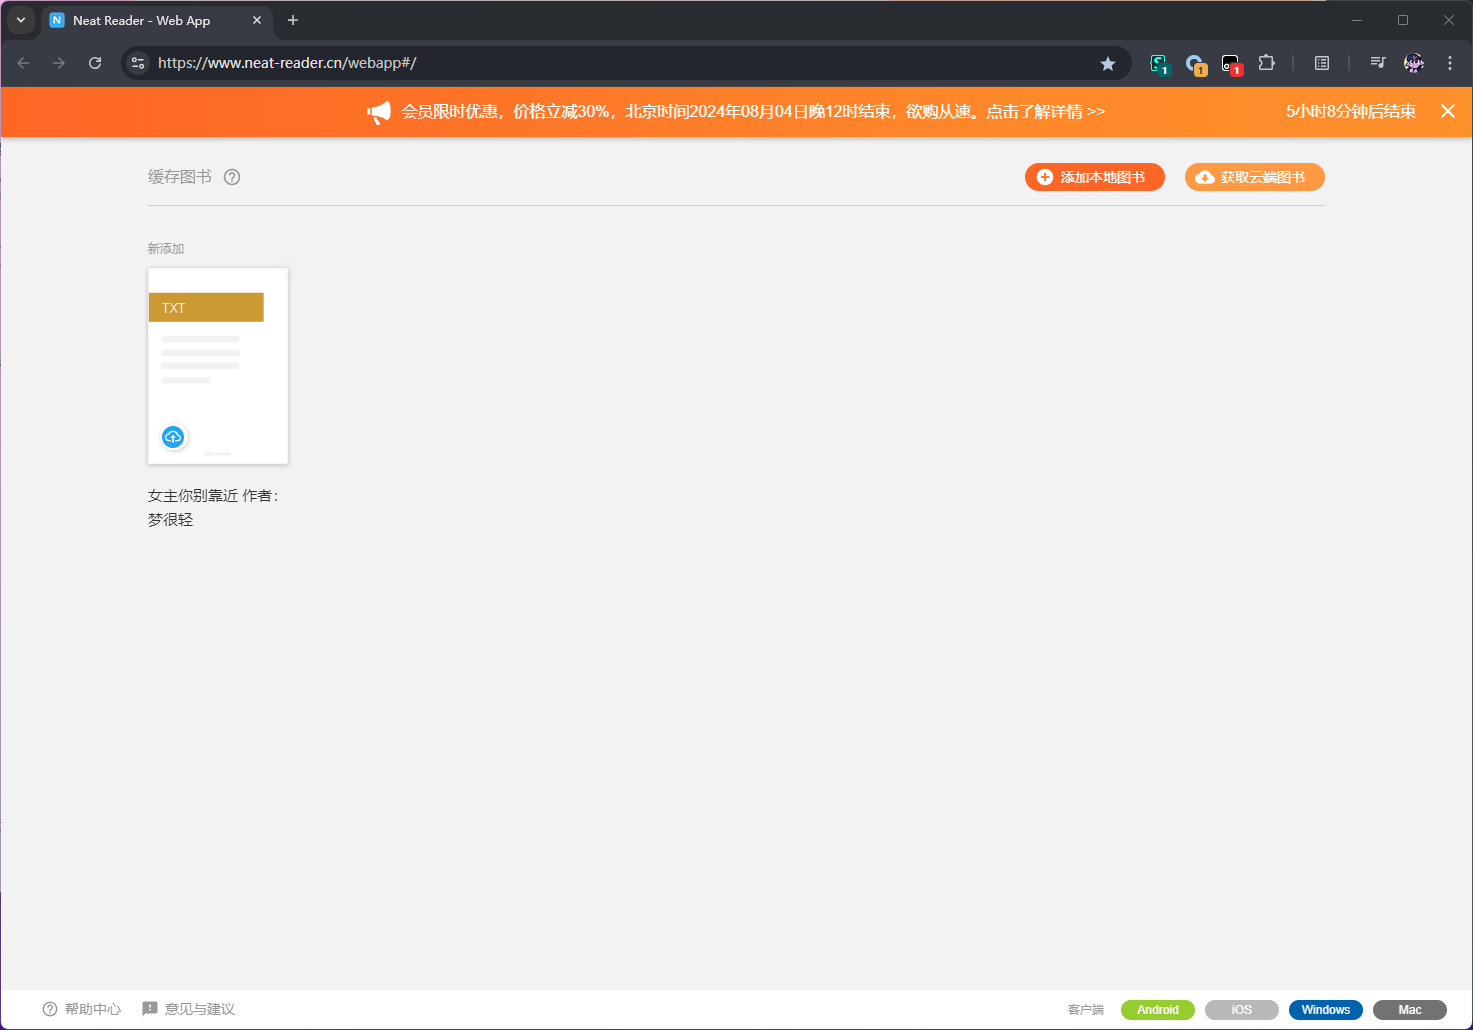 Neat Reader - Web App
https://www.neat-reader.cn/webapp#/
1
1
1
会员限时优惠，价格立减30%，北京时间2024年08月04日晚12时结束，欲购从速。点击了解详情 >>
5小时8分钟后结束
缓存图书
添加本地图书
获取云端图书
新添加
TXT
女主你别靠近 作者：
梦很轻
帮助中心
意见与建议
客户端
Android
iOS
Windows
Mac